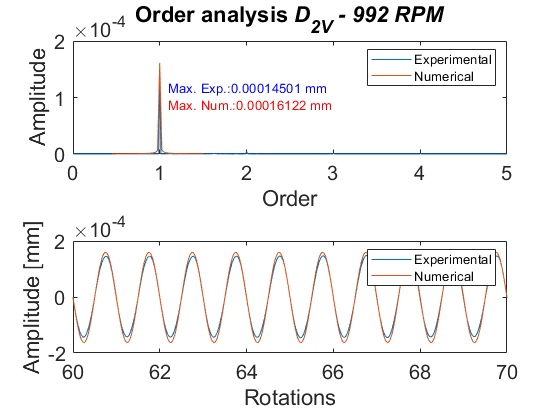 Order analysis D2V - 992 RPM
×10-4
2
1
0
Amplitude
Experimental
Numerical
Max. Exp.:0.00014501 mm
Max. Num.:0.00016122 mm
0 1 2 3 4 5
Order
×10-4
2
0
-2
Amplitude [mm]
Experimental
Numerical
60 62 64 66 68 70
Rotations